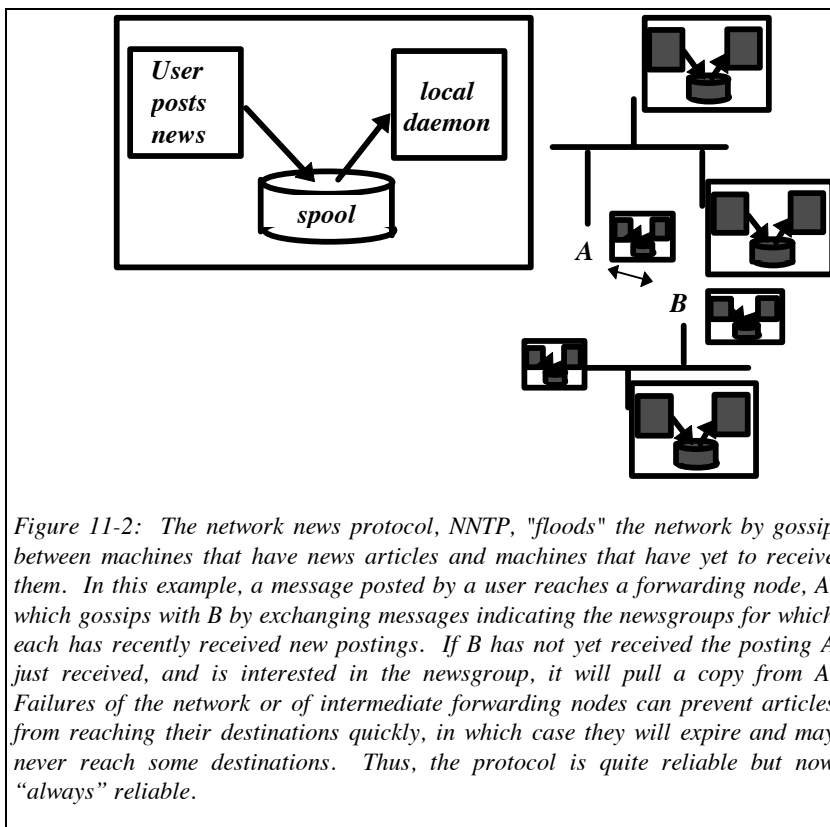 User
posts
news
local
daemon
spool
A
B
Figure 11-2: The network news protocol, NNTP, "floods" the network by gossip
between machines that have news articles and machines that have yet to receive
them. In this example, a message posted by a user reaches a forwarding node, A,
which gossips with B by exchanging messages indicating the newsgroups for which
each has recently received new postings. If B has not yet received the posting A
just received, and is interested in the newsgroup, it will pull a copy from A.
Failures of the network or of intermediate forwarding nodes can prevent articles
from reaching their destinations quickly, in which case they will expire and may
never reach some destinations. Thus, the protocol is quite reliable but now
“always” reliable.